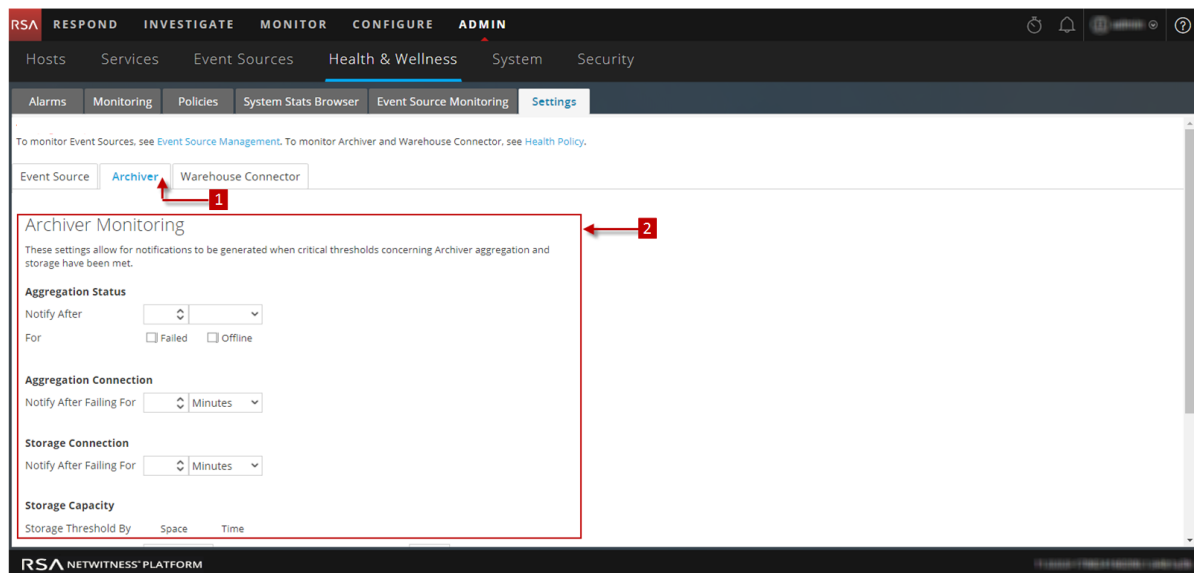 RSA RESPOND INVESTIGATE MONITOR CONFIGURE ADMIN
Hosts Services Event Sources Health & Wellness System Security
Alarms Monitoring Policies System Stats Browser Event Source Monitoring Settings
To monitor Event Sources, see Event Source Management. To monitor Archiver and Warehouse Connector, see Health Policy.
Event Source Archiver Warehouse Connector
1
2
Archiver Monitoring
These settings allow for notifications to be generated when critical thresholds concerning Archiver aggregation and
storage have been met.
Aggregation Status
Notify After
For Failed Offline
Aggregation Connection
Notify After Failing For Minutes
Storage Connection
Notify After Failing For Minutes
Storage Capacity
Storage Threshold By Space Time
RSA NETWITNESS® PLATFORM